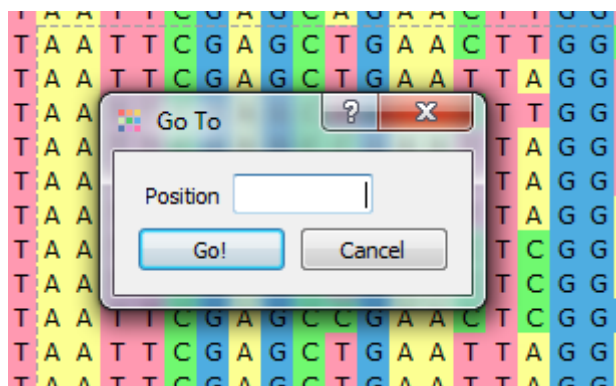 T A A T T C G A G C A G A A C T T G G
T A A T T C G A G C T G A A C T T G G
T A A T T C G A G C T G A A T T A G G
T A A T T G G
T A A T A G G
T A A T A G G
T A A T A G G
T A A T C G G
T A A T C G G
T A A T T C G A G C C G A A C T C G G
T A A T T C G A G C T G A A T T A G G
Go To
?
X
Position
Go!
Cancel